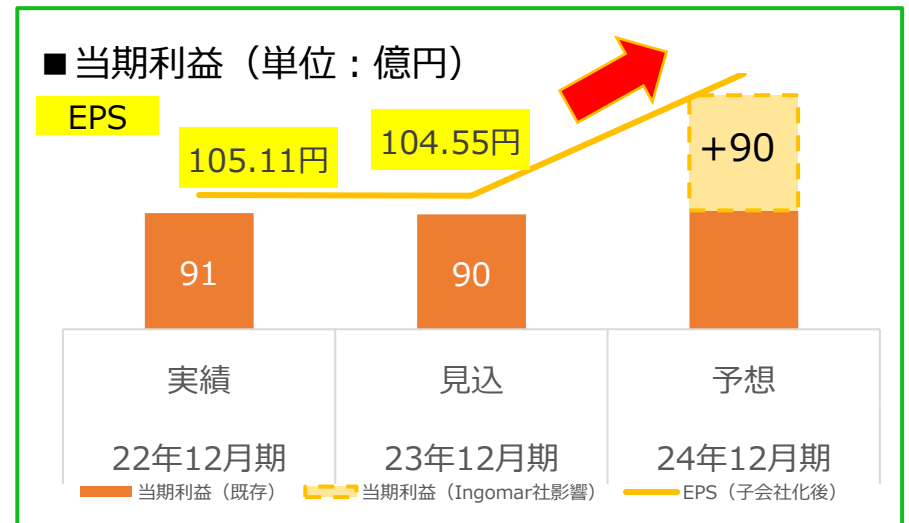 ■当期利益（単位：億円）
EPS
105.11円
104.55円
+90
91
90
実績
見込
予想
22年12月期
23年12月期
24年12月期
当期利益（既存）
当期利益（Ingomar社影響）
EPS（子会社化後）